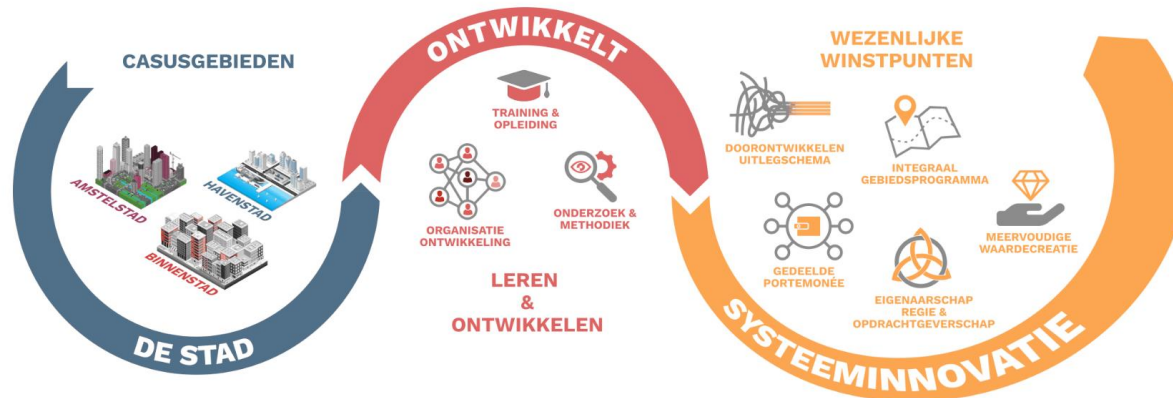 CASUSGEBIEDEN
AMSTELSTAD
HAVENSTAD
BINNENSTAD
DE STAD
ONTWIKKELT
TRAINING &
OPLEIDING
ORGANISATIE
ONTWIKKELING
ONDERZOEK &
METHODIEK
LEREN
&
ONTWIKKELEN
WEZENLIJKE
WINSTPUNTEN
DOORONTWIKKELEN
UITLEGSCHEMA
INTEGRAAL
GEBIEDSPROGRAMMA
GEDEELDE
PORTEMONÉE
EIGENAARSCHAP
REGIE &
OPDRACHTGEVERSCHAP
MEERVOUDIGE
WAARDECREATIE
SYSTEEMINNOVATIE